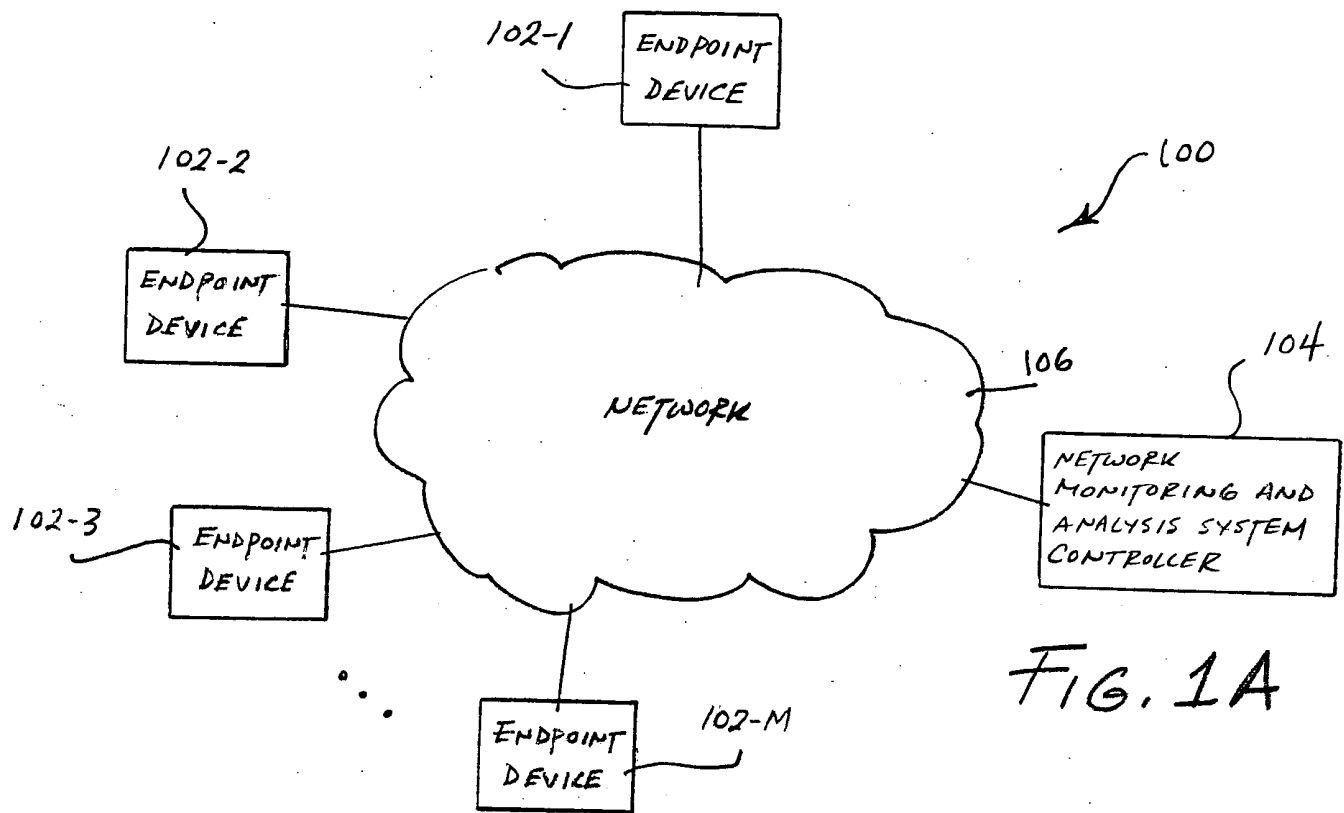 102-1
ENDPOINT
DEVICE
100
102-2
ENDPOINT
DEVICE
106
104
NETWORK
NETWORK
MONITORING AND
ANALYSIS SYSTEM
CONTROLLER
102-3
ENDPOINT
DEVICE
FIG. 1A
102-M
ENDPOINT
DEVICE